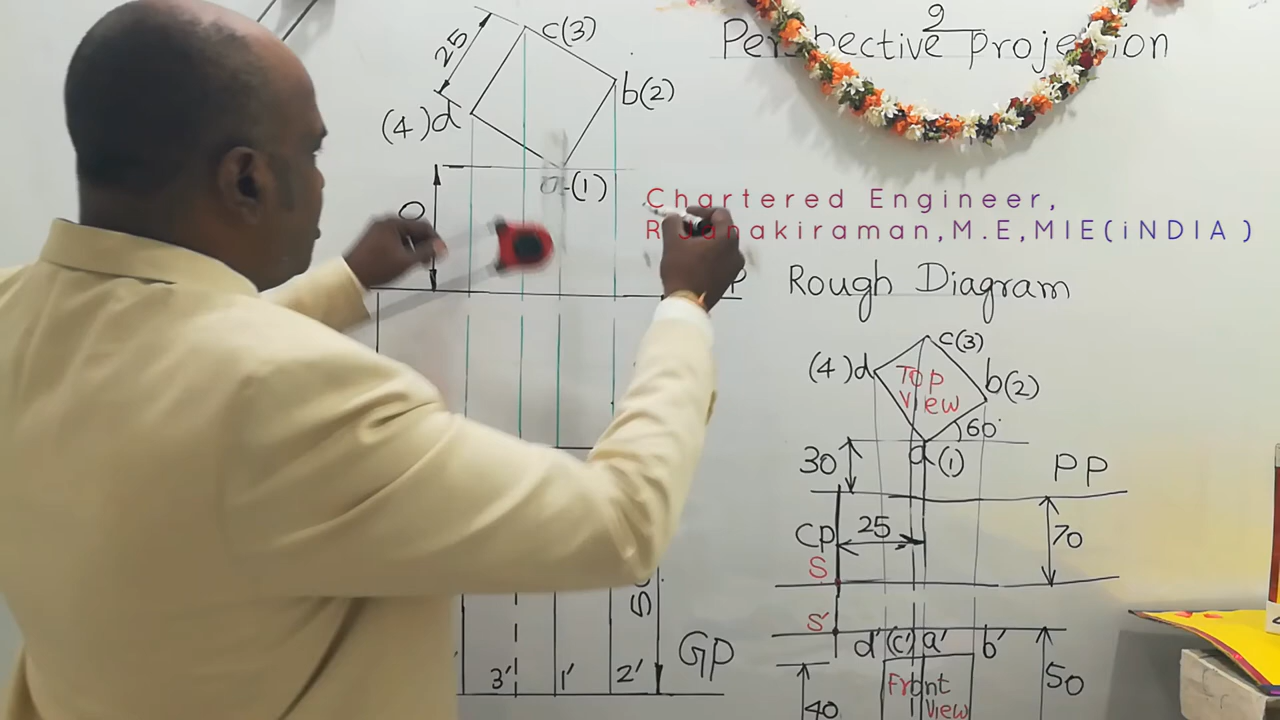 2
Perspective Projection
25
c(3)
b(2)
(4)d
a(1)
Chartered Engineer,
R Janakiraman,M.E,MIE(iNDIA)
P
Rough Diagram
c(3)
(4)d
Top
View
b(2)
60°
30
a(1)
PP
CP
25
70
S
S'
d' (c') a' b'
GP
3' 1' 2'
Front
View
50
40